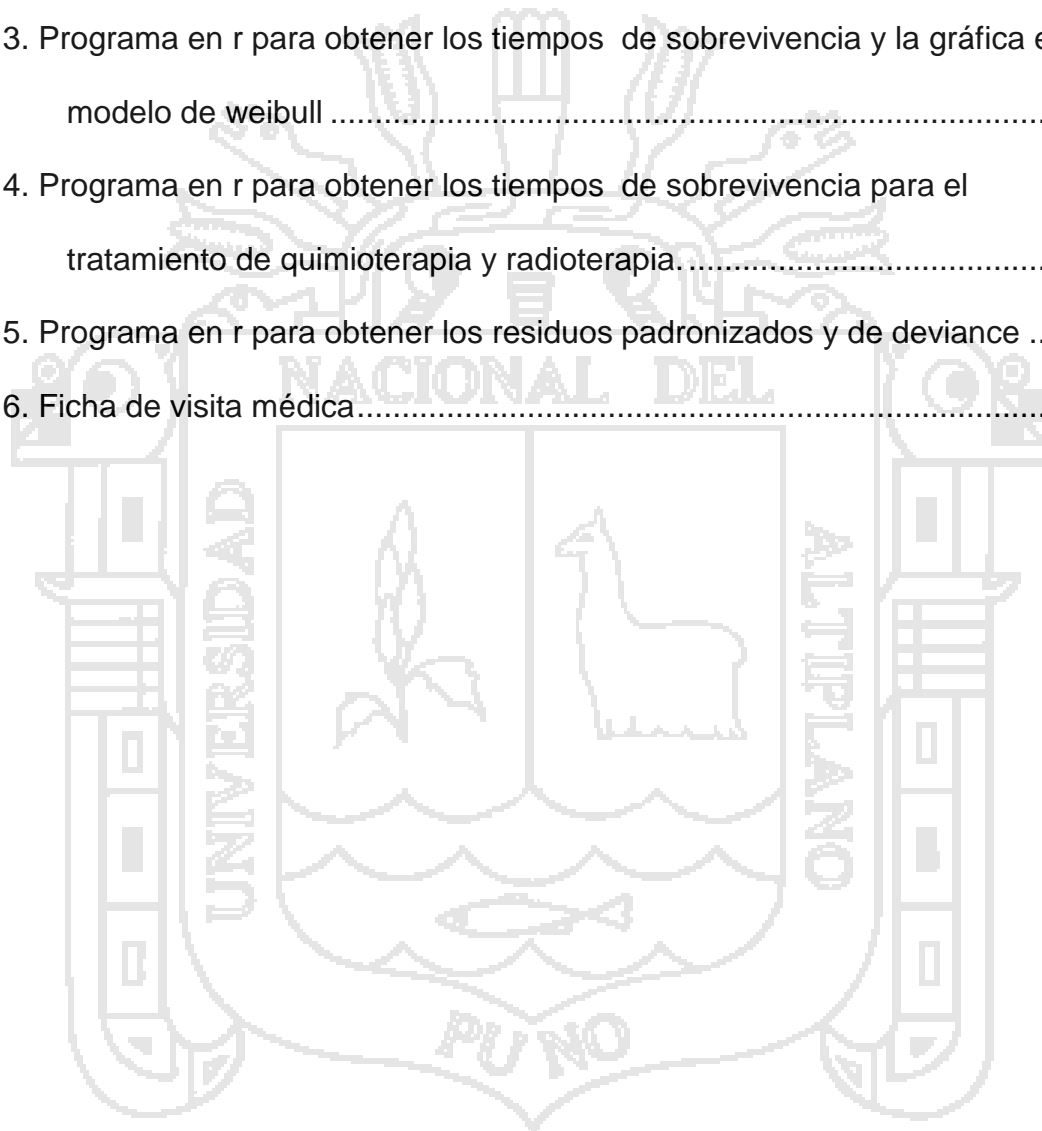 3. Programa en r para obtener los tiempos  de sobrevivencia y la gráfica e
modelo de weibull ..........................................................................................
4. Programa en r para obtener los tiempos  de sobrevivencia para el
tratamiento de quimioterapia y radioterapia. ............................................
5. Programa en r para obtener los residuos padronizados y de deviance ..
6. Ficha de visita médica......................................................................................
NACIONAL DEL
UNIVERSIDAD
ALTIPLANO
PUNO